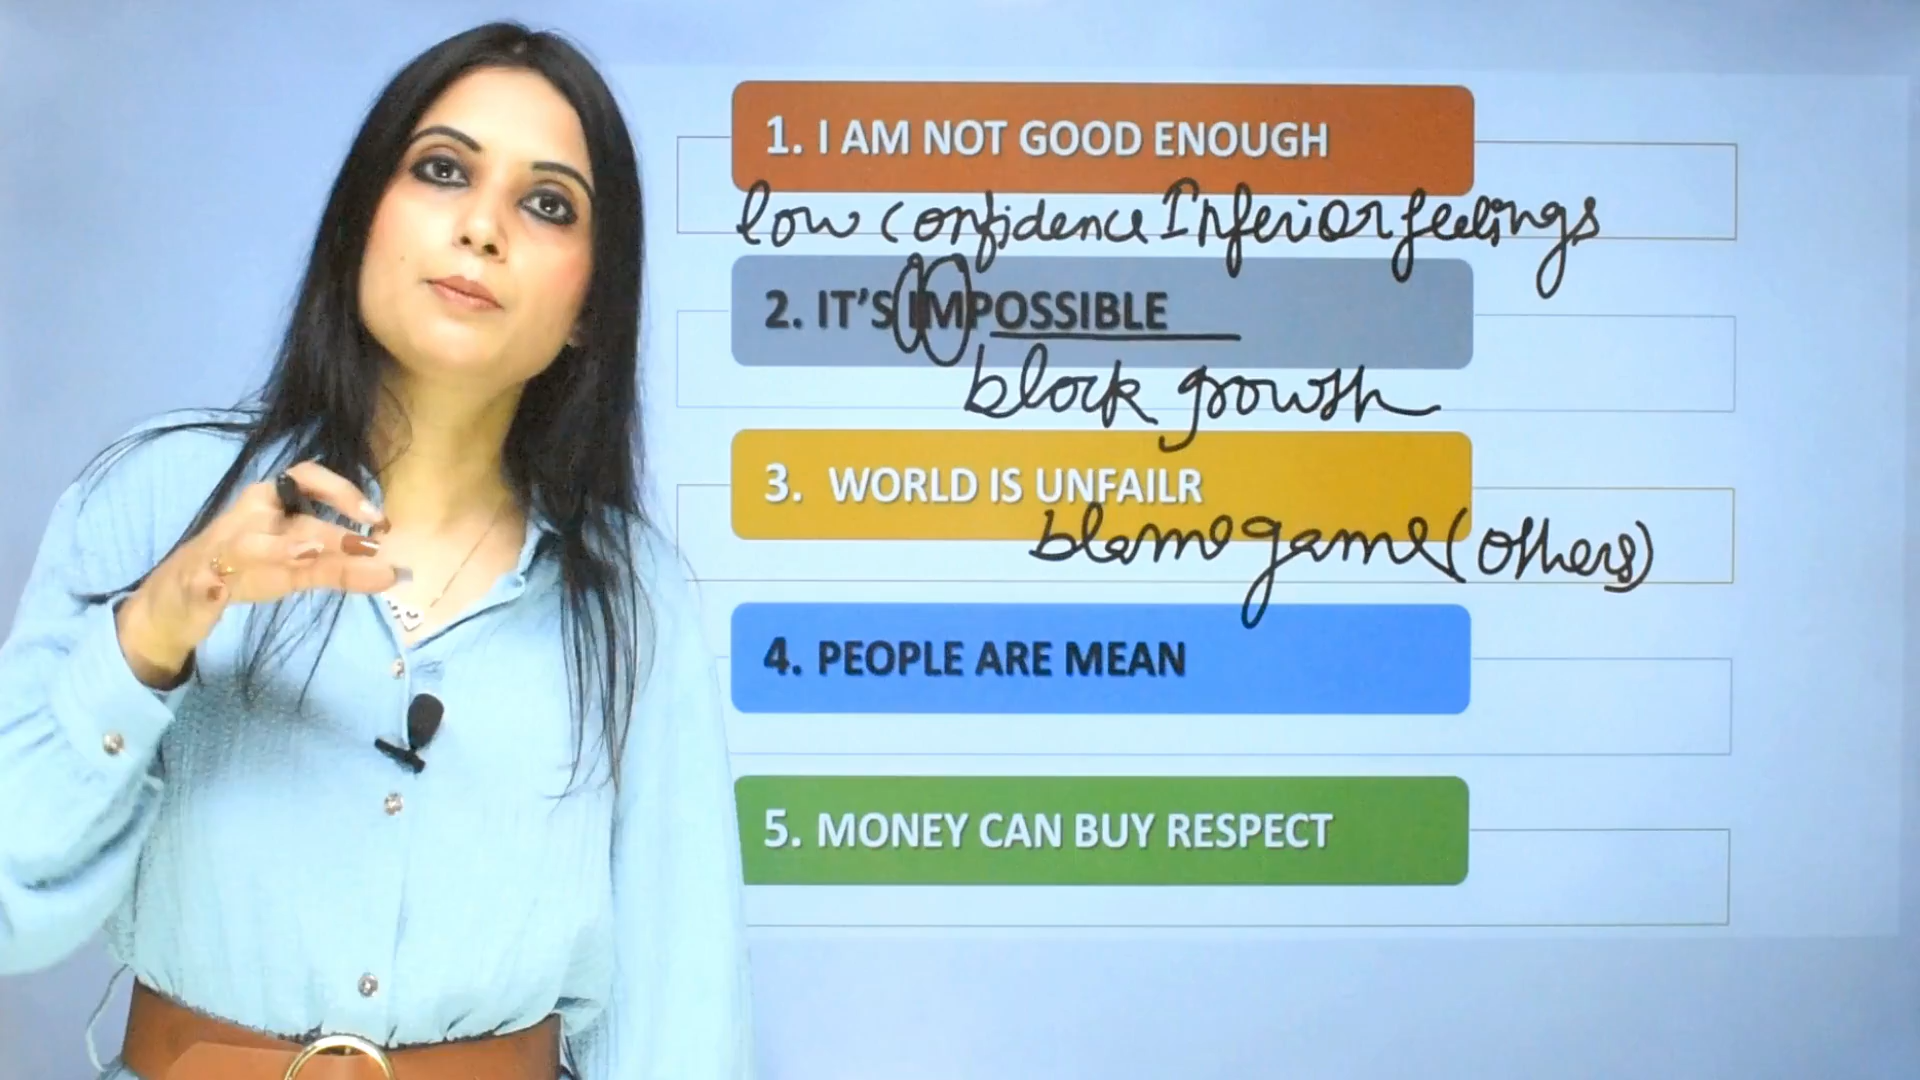 1. I AM NOT GOOD ENOUGH
low confidence Inferior feelings
2. IT'S IMPOSSIBLE
block growth
3. WORLD IS UNFAILR
blame game (others)
4. PEOPLE ARE MEAN
5. MONEY CAN BUY RESPECT